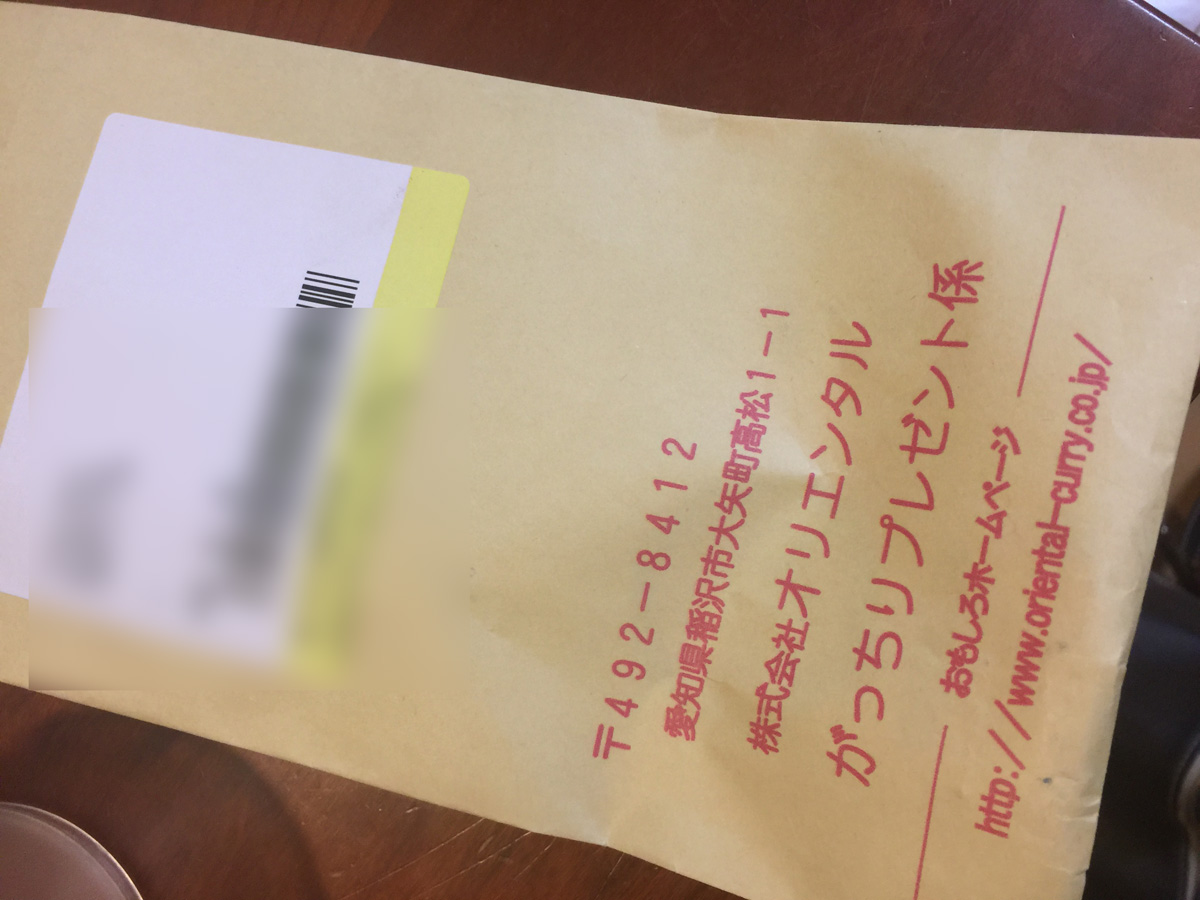 〒492-8412
愛知県稲沢市大矢町高松1-1
株式会社オリエンタル
がっちりプレゼント係
おもしろホームページ
http://www.oriental-curry.co.jp/